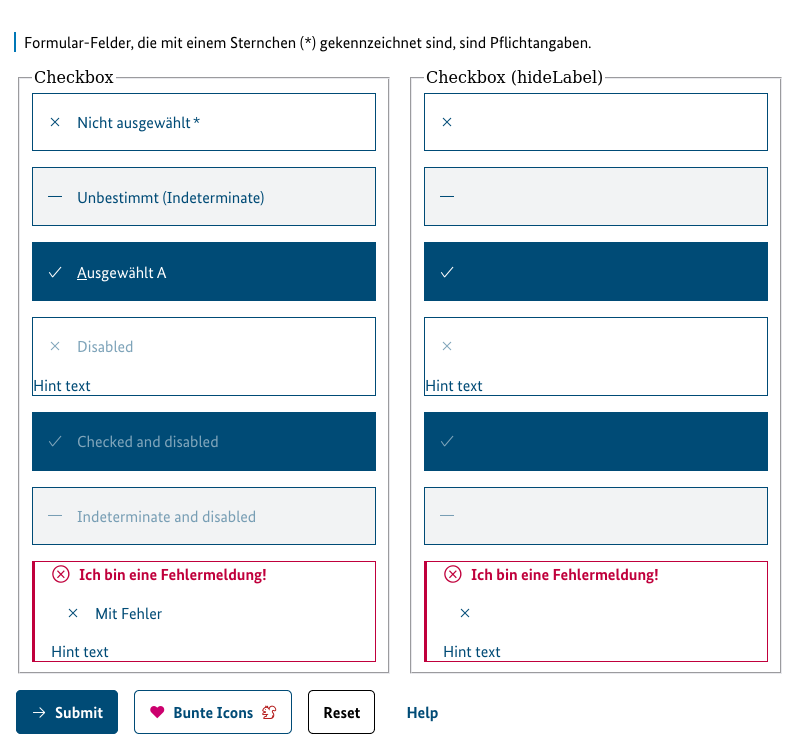 Formular-Felder, die mit einem Sternchen (*) gekennzeichnet sind, sind Pflichtangaben.
Checkbox
Nicht ausgewählt *
Unbestimmt (Indeterminate)
Ausgewählt A
Disabled
Hint text
Checked and disabled
Indeterminate and disabled
Ich bin eine Fehlermeldung!
Mit Fehler
Hint text
Checkbox (hideLabel)
Hint text
Ich bin eine Fehlermeldung!
Hint text
Submit
Bunte Icons
Reset
Help